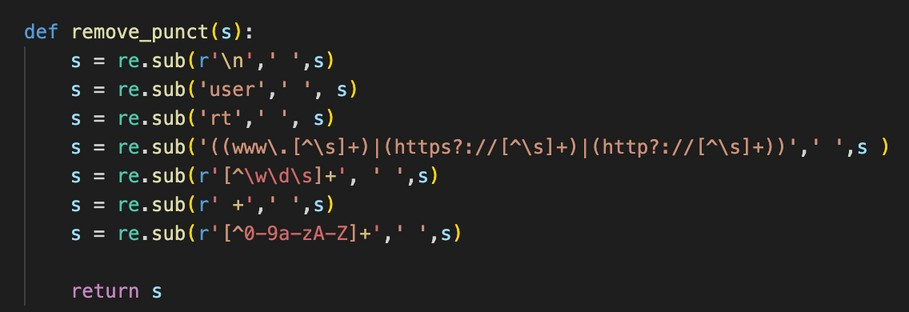 def remove_punct(s):
    s = re.sub(r'\n',' ',s)
    s = re.sub('user',' ', s)
    s = re.sub('rt',' ', s)
    s = re.sub('((www\.[^\s]+)|(https?://[^\s]+)|(http?://[^\s]+))',' ',s )
    s = re.sub(r'[^\w\d\s]+', ' ',s)
    s = re.sub(r' +',' ',s)
    s = re.sub(r'[^0-9a-zA-Z]+',' ',s)
    return s